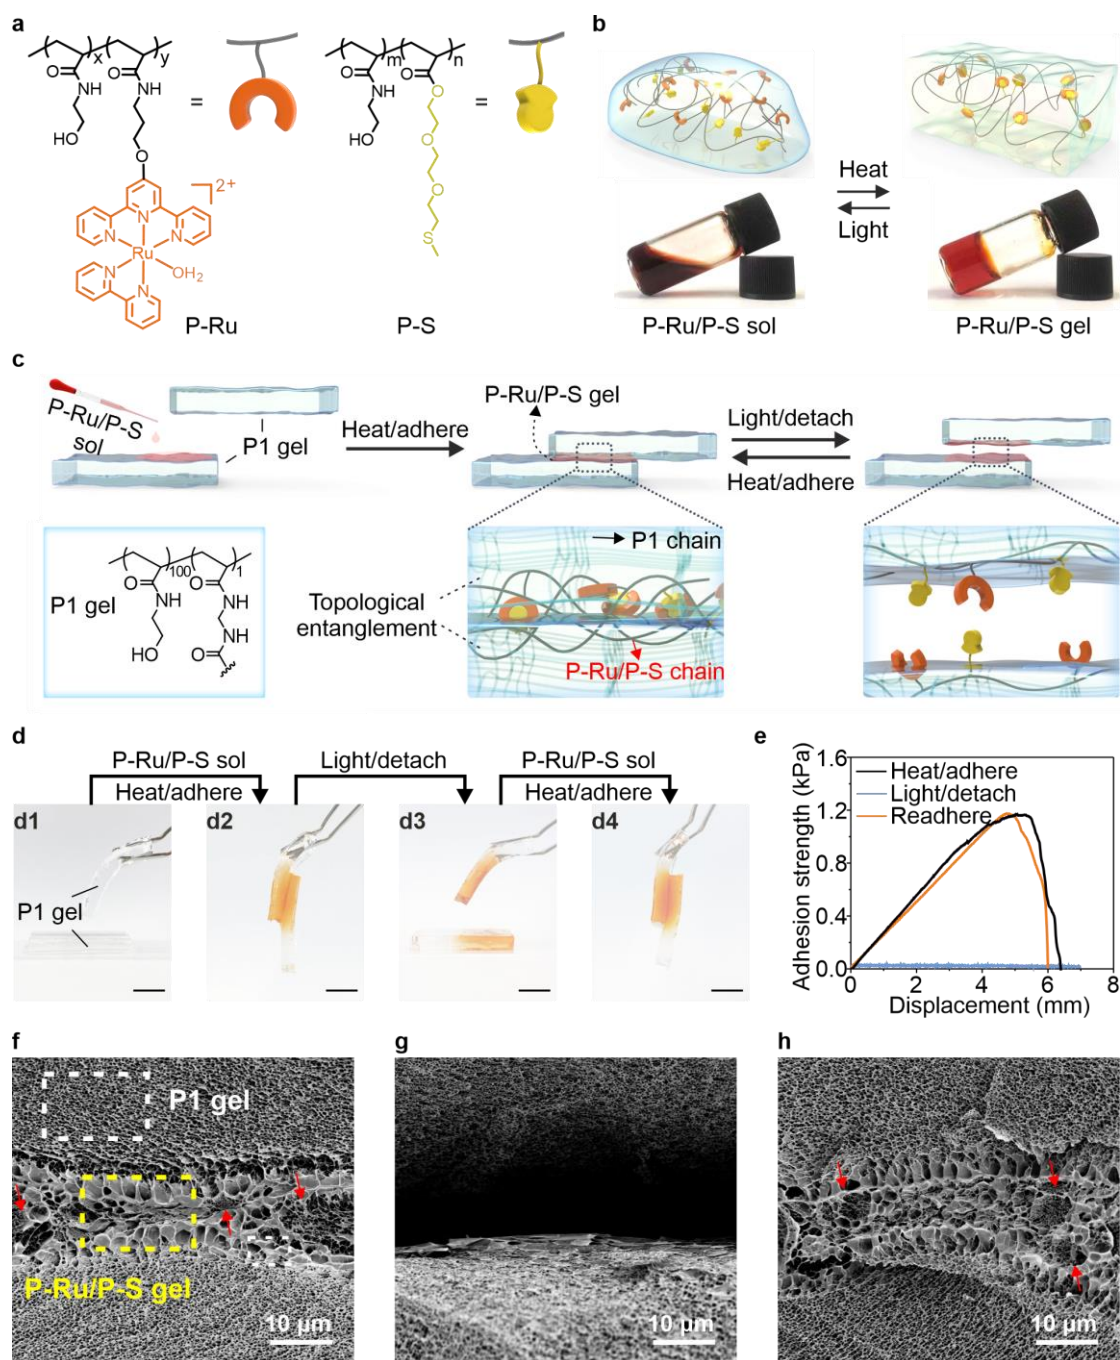 a
x
y
O
NH
HO
O
NH
O
2+
N
N
N
Ru
N
N
OH2
P-Ru
=
m
n
O
NH
HO
O
O
O
O
S
P-S
=
b
Heat
Light
P-Ru/P-S sol
P-Ru/P-S gel
c
P-Ru/P-S
sol
P1 gel
Heat/adhere
P-Ru/P-S gel
Light/detach
Heat/adhere
P1 gel
100
1
O
NH
HO
O
NH
NH
O
Topological
entanglement
P1 chain
P-Ru/P-S chain
d
P-Ru/P-S sol
Heat/adhere
Light/detach
P-Ru/P-S sol
Heat/adhere
d1
P1 gel
d2
d3
d4
e
Adhesion strength (kPa)
1.6
1.2
0.8
0.4
0.0
Heat/adhere
Light/detach
Readhere
0 2 4 6 8
Displacement (mm)
f
P1 gel
P-Ru/P-S gel
10 μm
g
10 μm
h
10 μm